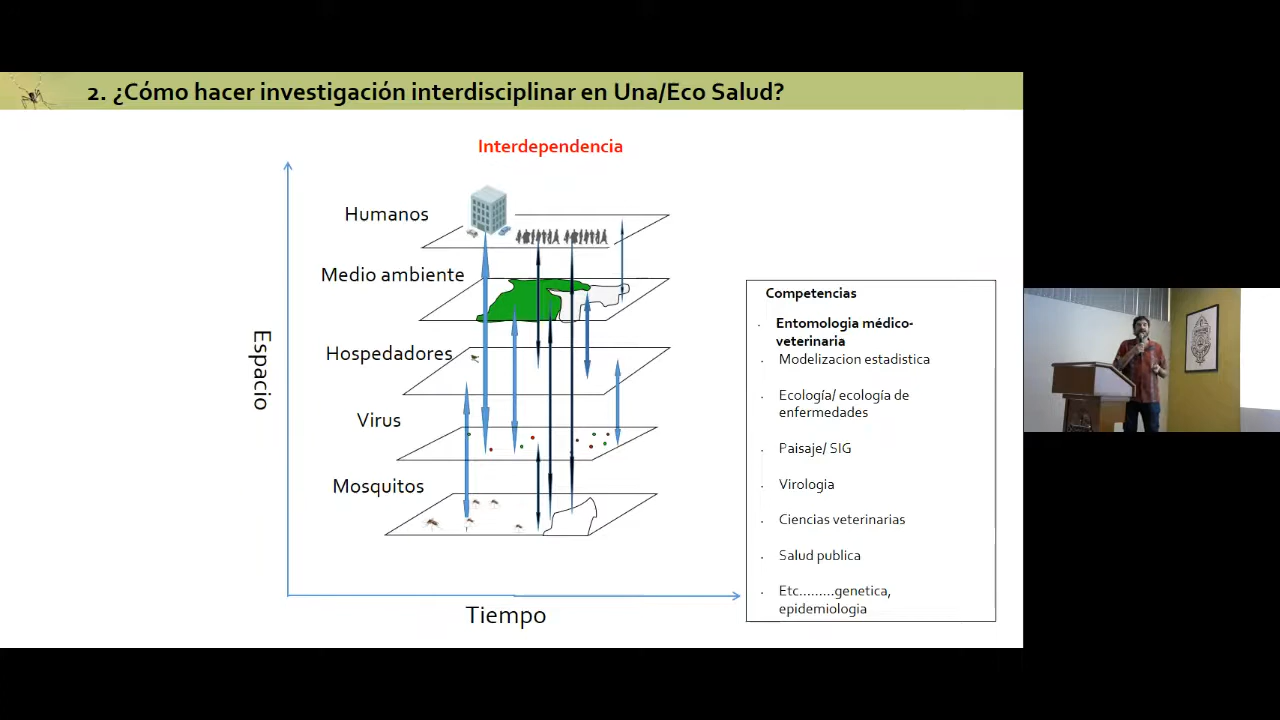 2. ¿Cómo hacer investigación interdisciplinar en Una/Eco Salud?
Interdependencia
Humanos
Medio ambiente
Hospedadores
Virus
Mosquitos
Espacio
Tiempo
Competencias
Entomologia médico-
veterinaria
Modelizacion estadistica
Ecología/ ecología de
enfermedades
Paisaje/ SIG
Virologia
Ciencias veterinarias
Salud publica
Etc.........genetica,
epidemiologia